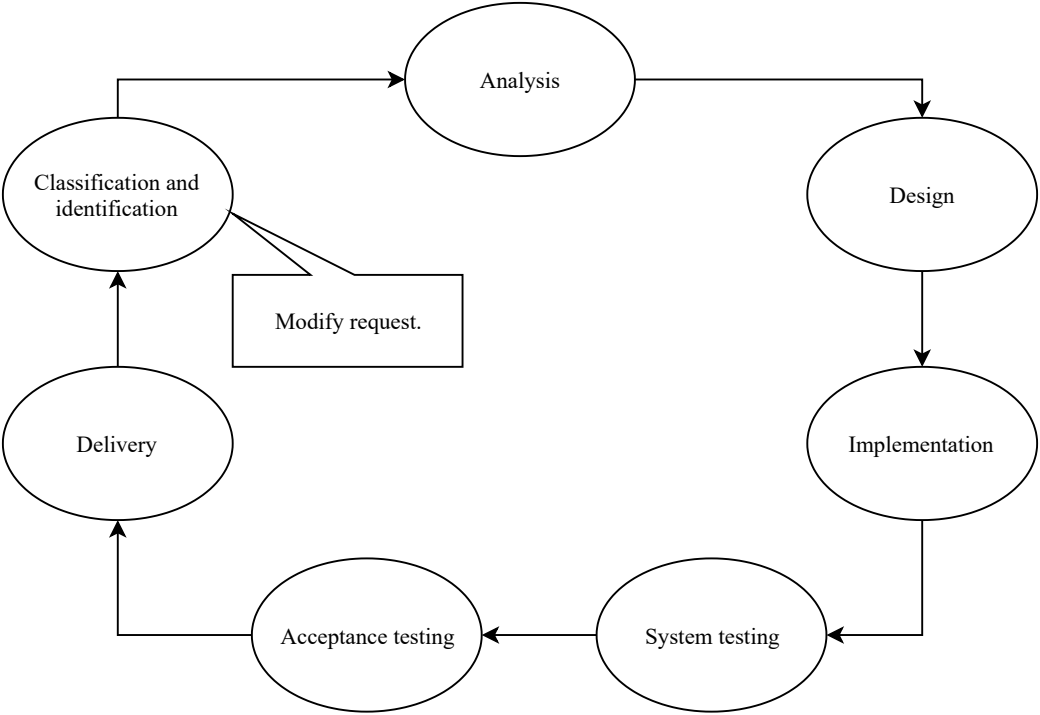 Analysis
Classification and
identification
Design
Modify request.
Delivery
Implementation
Acceptance testing
System testing